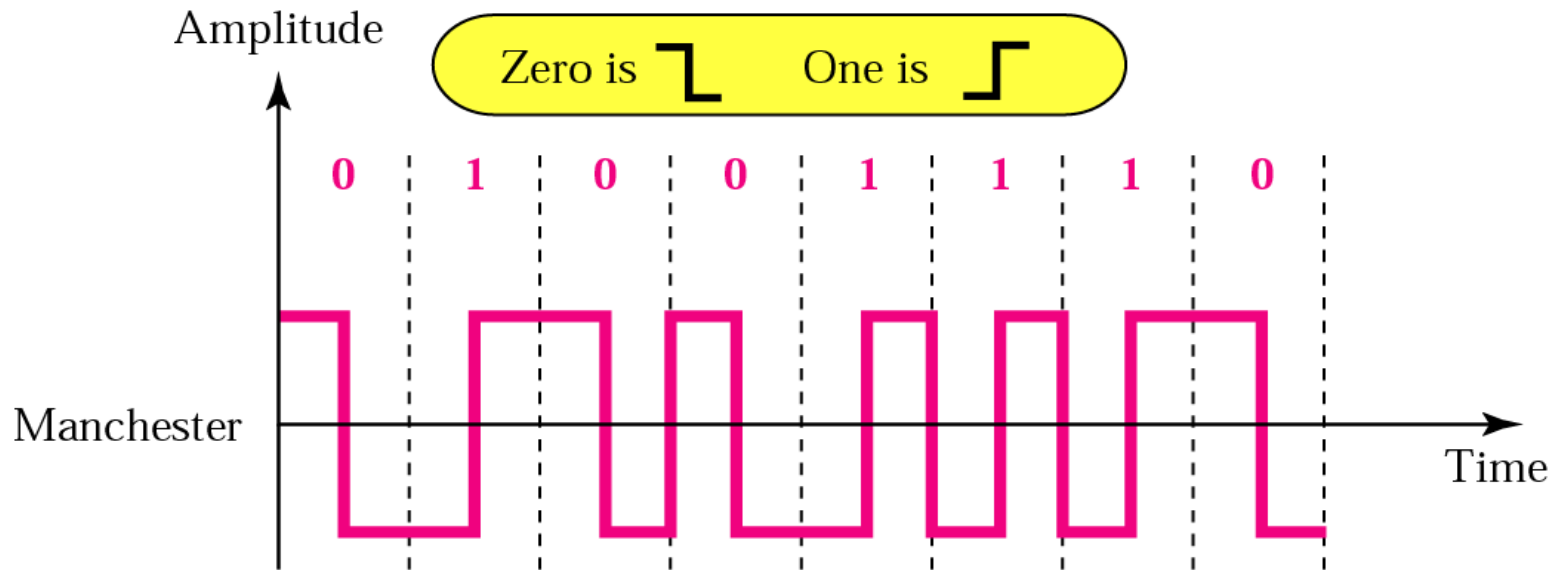 Amplitude
Zero is One is
0 1 0 0 1 1 1 0
Manchester
Time